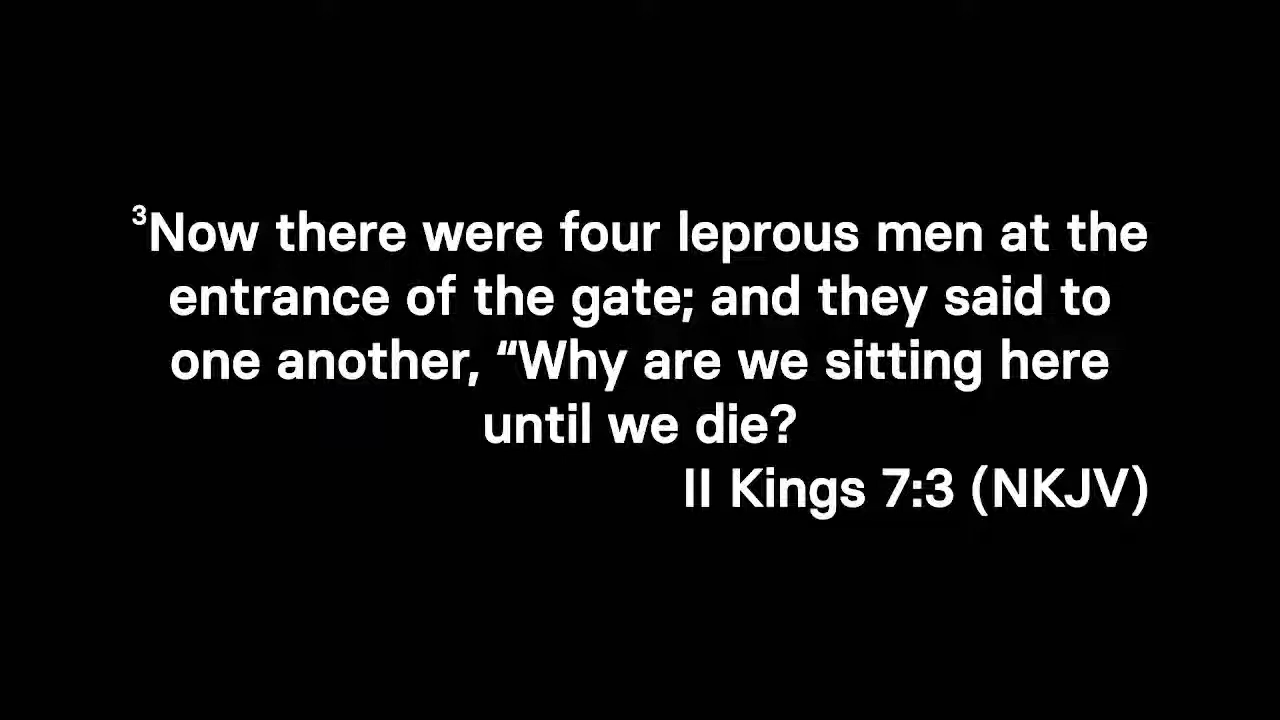 ³Now there were four leprous men at the
entrance of the gate; and they said to
one another, “Why are we sitting here
until we die?
II Kings 7:3 (NKJV)